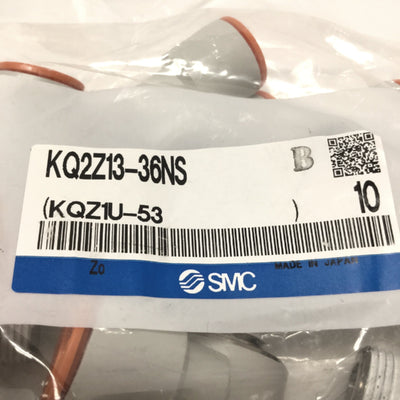 KQ2Z13-36NS B
(KQZ1U-53 ) 10
Zo MADE IN JAPAN
SMC